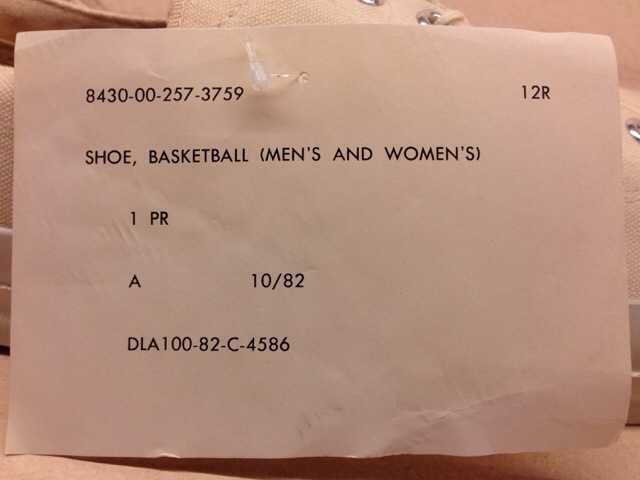 8430-00-257-3759 12R
SHOE, BASKETBALL (MEN'S AND WOMEN'S)
1 PR
A 10/82
DLA100-82-C-4586